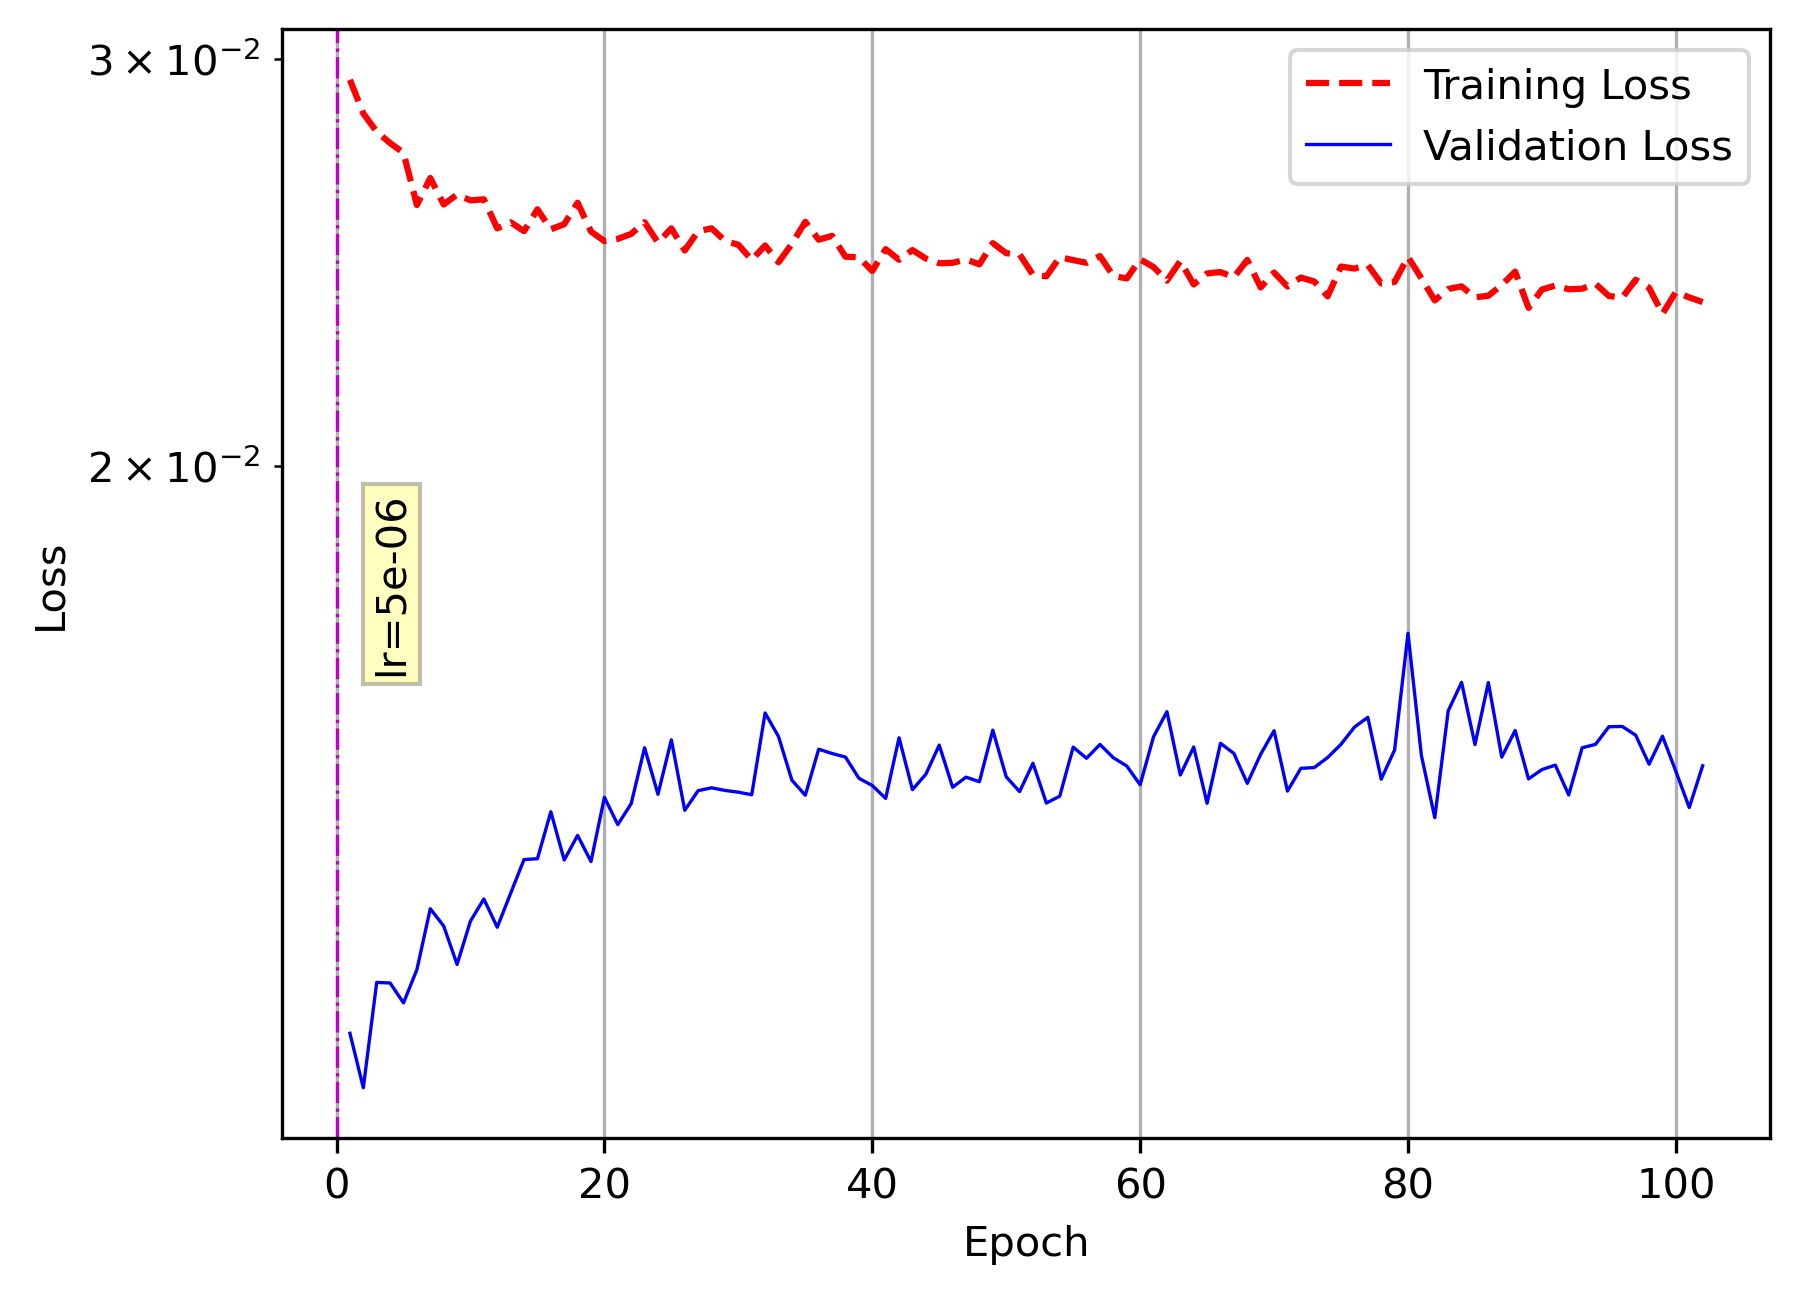 3 × 10⁻²
2 × 10⁻²
Loss
lr=5e-06
Training Loss
Validation Loss
0 20 40 60 80 100
Epoch